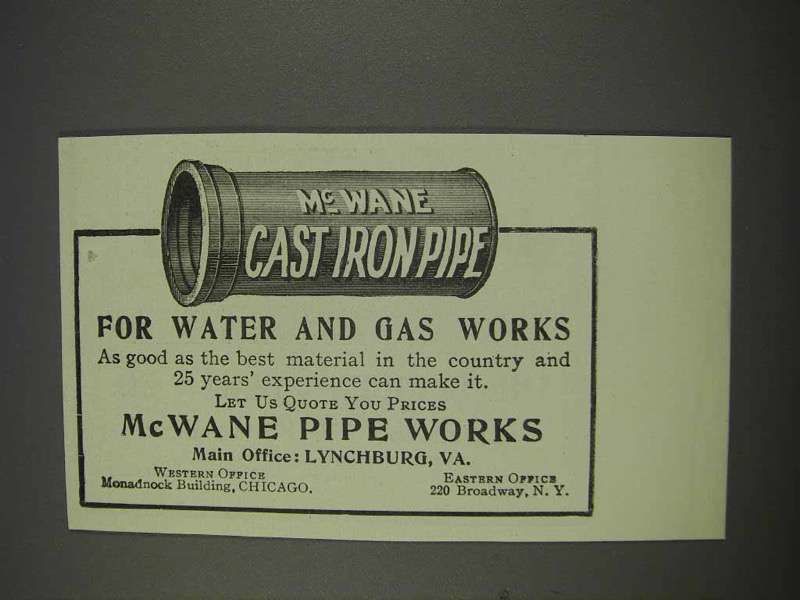 McWANE
CAST IRON PIPE
FOR WATER AND GAS WORKS
As good as the best material in the country and
25 years' experience can make it.
LET US QUOTE YOU PRICES
McWANE PIPE WORKS
Main Office: LYNCHBURG, VA.
WESTERN OFFICE
Monadnock Building, CHICAGO.
EASTERN OFFICE
220 Broadway, N. Y.